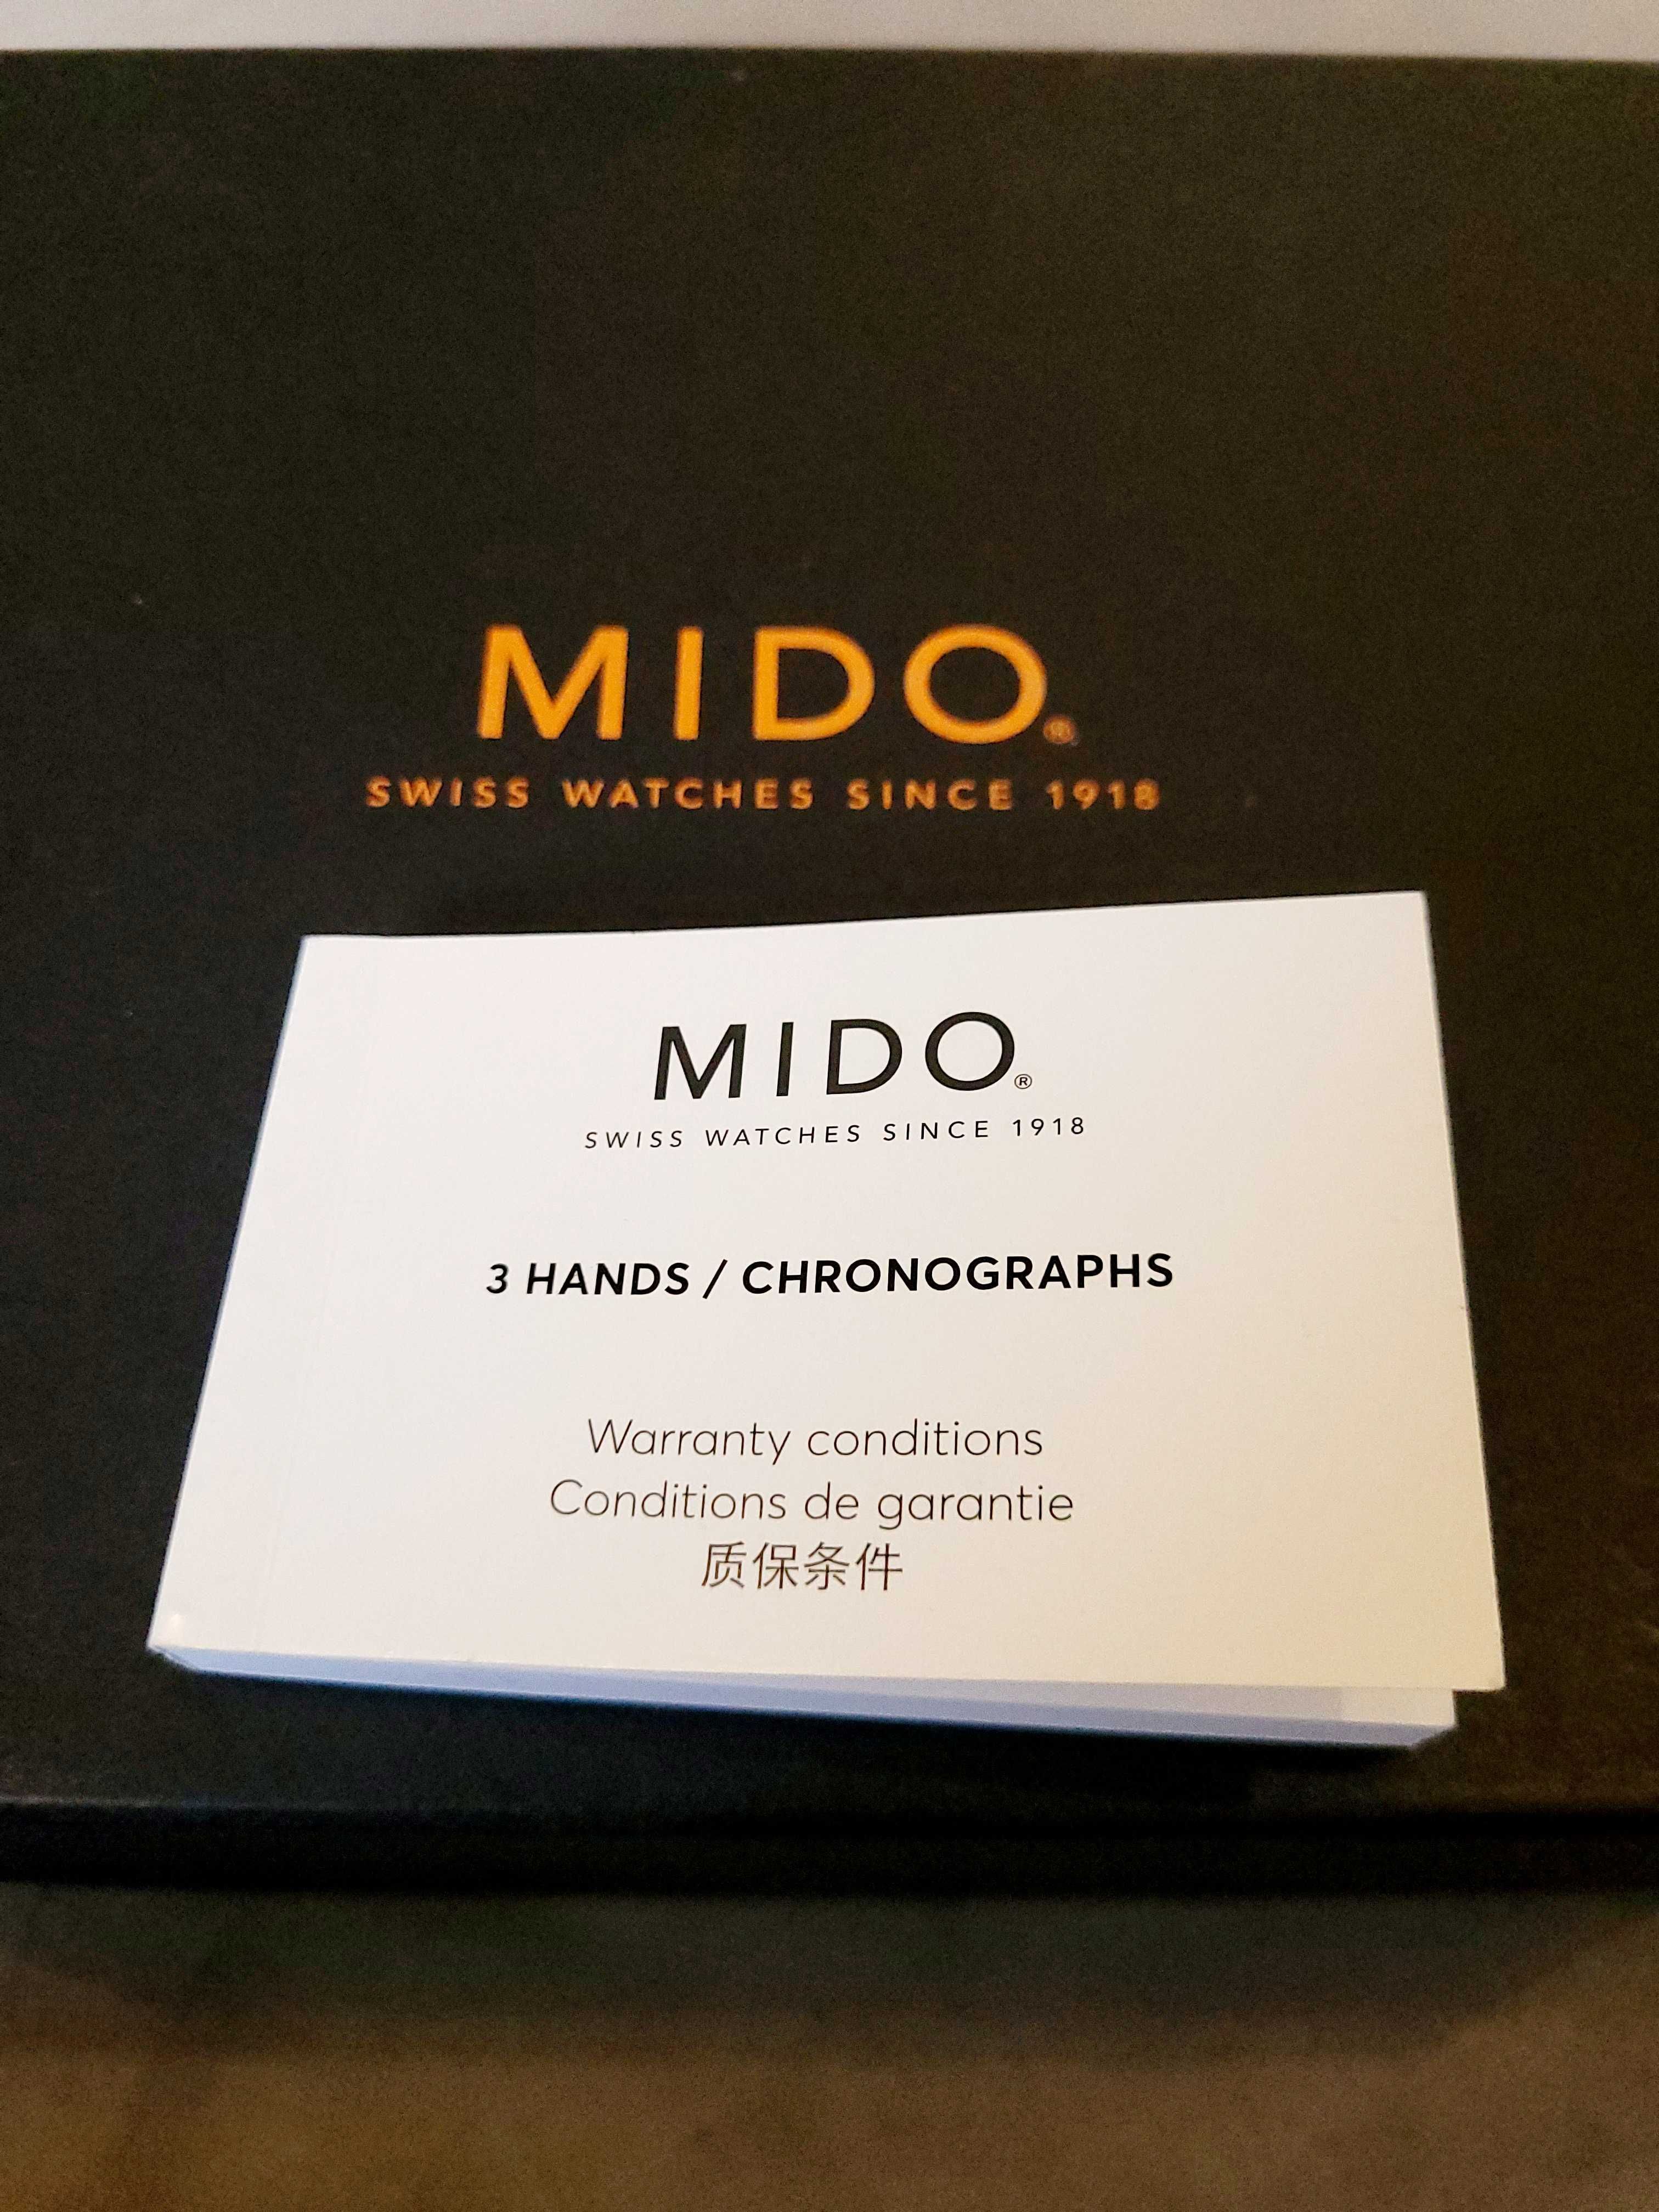 MIDO®
SWISS WATCHES SINCE 1918
MIDO®
SWISS WATCHES SINCE 1918
3 HANDS / CHRONOGRAPHS
Warranty conditions
Conditions de garantie
质保条件